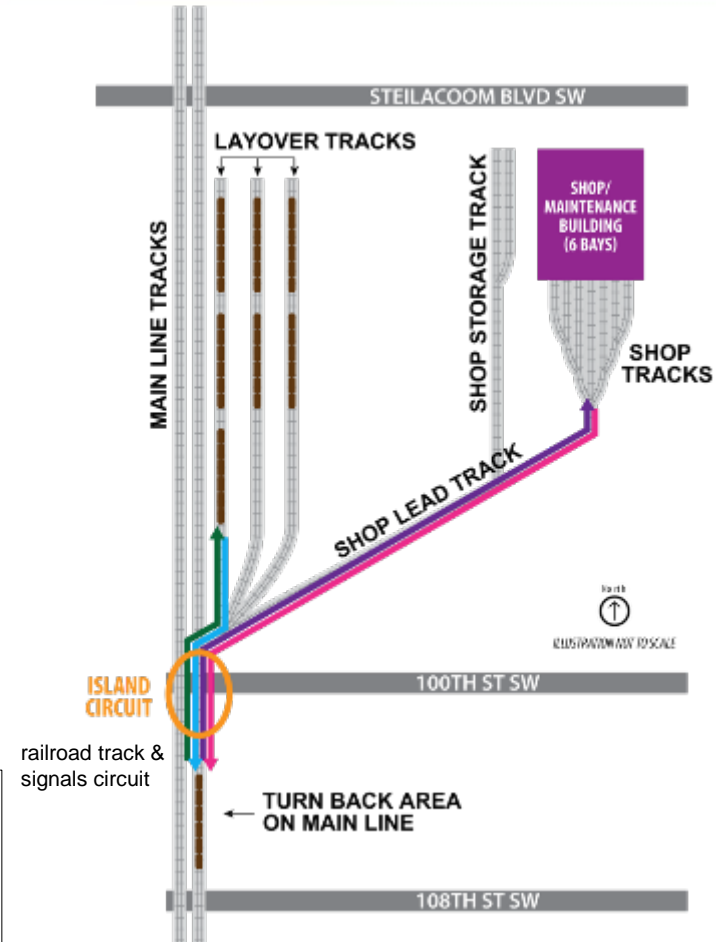 STEILACOOM BLVD SW
LAYOVER TRACKS
MAIN LINE TRACKS
SHOP STORAGE TRACK
SHOP/
MAINTENANCE
BUILDING
(6 BAYS)
SHOP
TRACKS
SHOP LEAD TRACK
North
ILLUSTRATION NOT TO SCALE
ISLAND
CIRCUIT
100TH ST SW
railroad track &
signals circuit
TURN BACK AREA
ON MAIN LINE
108TH ST SW